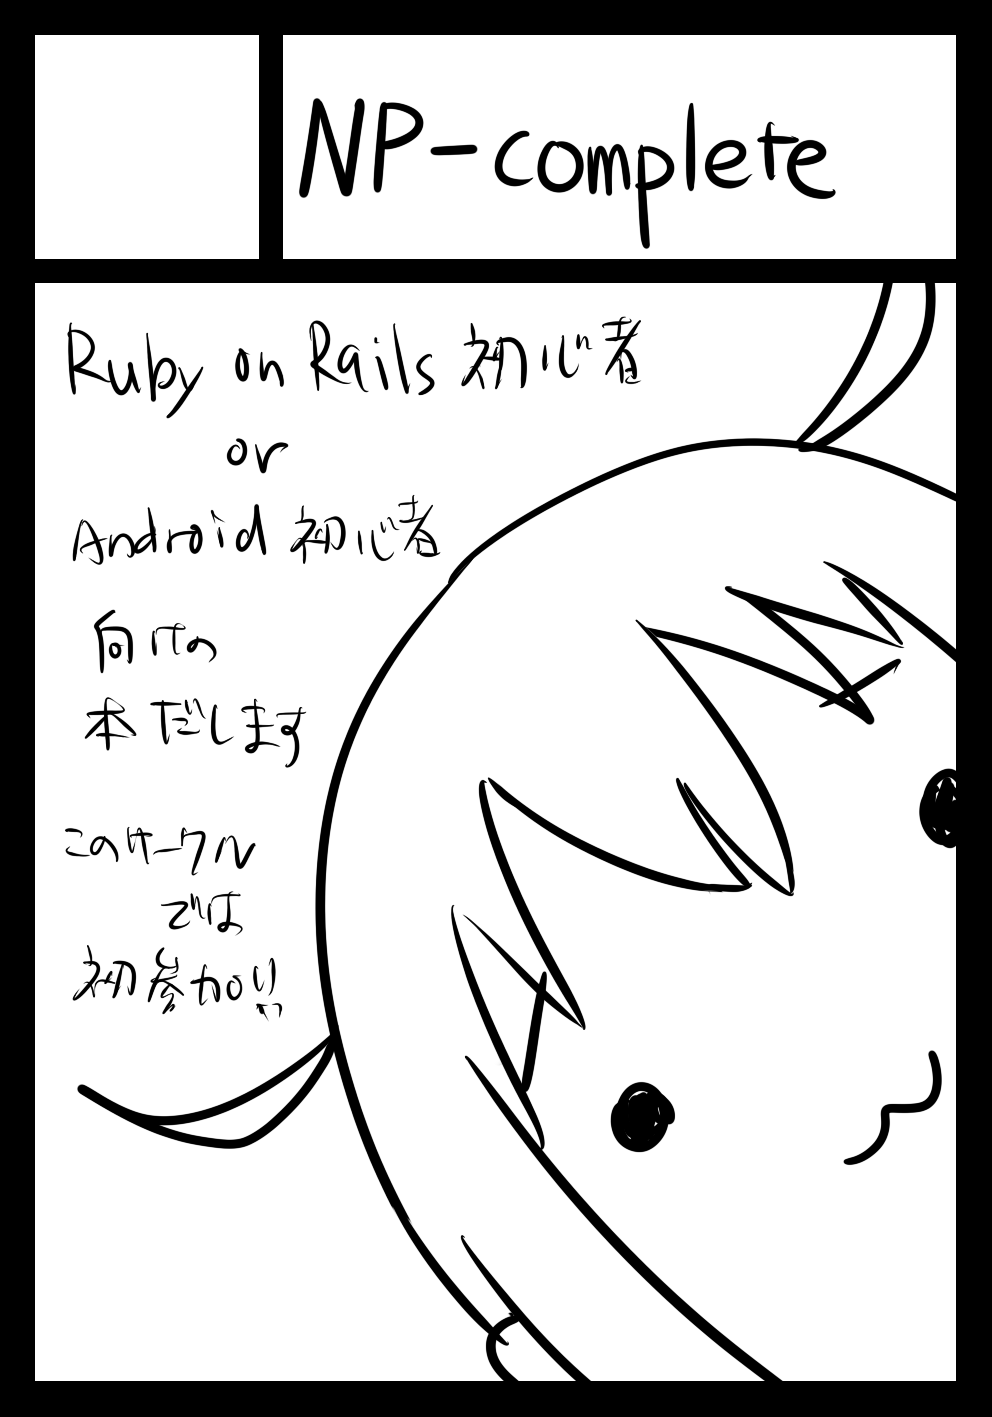 NP-complete
Ruby on Rails 初心者
or
Android 初心者
向けの
本だします
このサークル
では
初参加!!